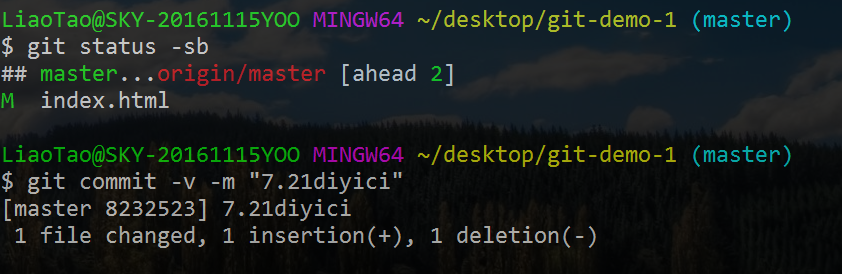 LiaoTao@SKY-20161115YOO MINGW64 ~/desktop/git-demo-1 (master)
$ git status -sb
## master...origin/master [ahead 2]
M  index.html
LiaoTao@SKY-20161115YOO MINGW64 ~/desktop/git-demo-1 (master)
$ git commit -v -m "7.21diyici"
[master 8232523] 7.21diyici
 1 file changed, 1 insertion(+), 1 deletion(-)